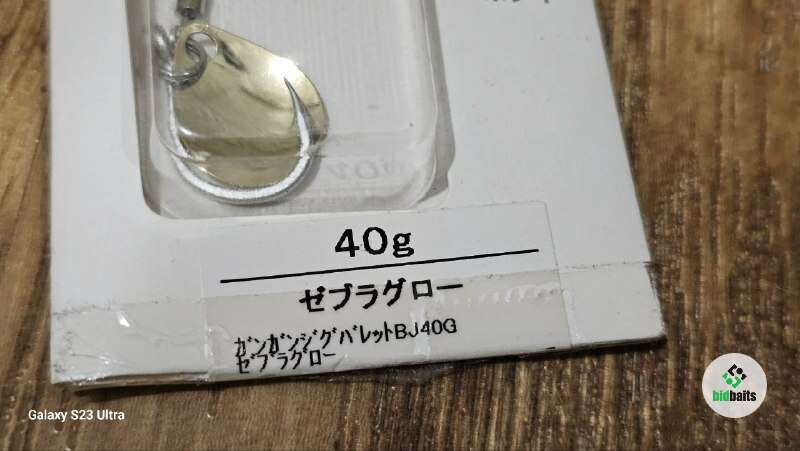 40g
ゼブラグロー
ｶﾞﾝｶﾞﾝｼﾞｸﾞﾊﾞﾚｯﾄBJ40G
ｾﾞﾌﾞﾗｸﾞﾛｰ
Galaxy S23 Ultra
bidbaits